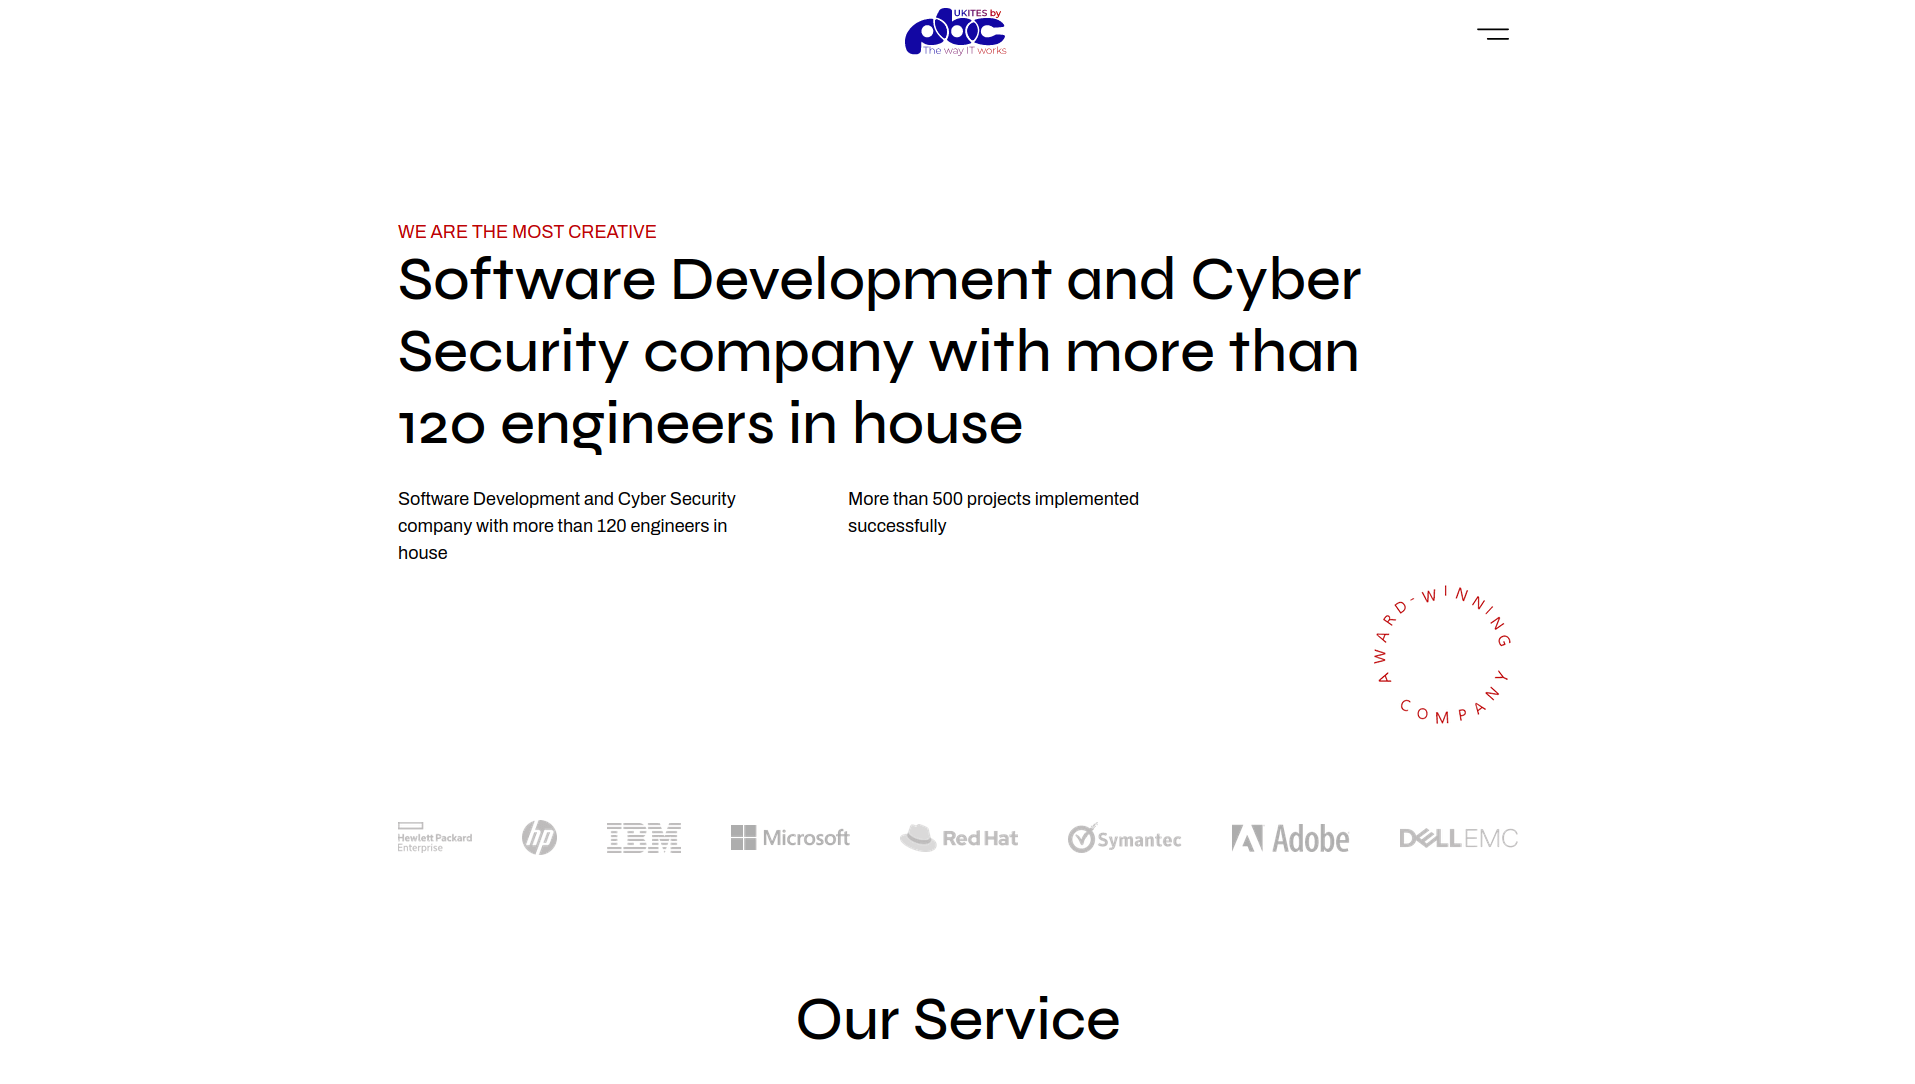 UKITES by
pbc
The way IT works
WE ARE THE MOST CREATIVE
Software Development and Cyber
Security company with more than
120 engineers in house
Software Development and Cyber Security
company with more than 120 engineers in
house
More than 500 projects implemented
successfully
AWARD-WINNING COMPANY
Hewlett Packard
Enterprise
hp
IBM
Microsoft
Red Hat
Symantec
Adobe
DELLEMC
Our Service